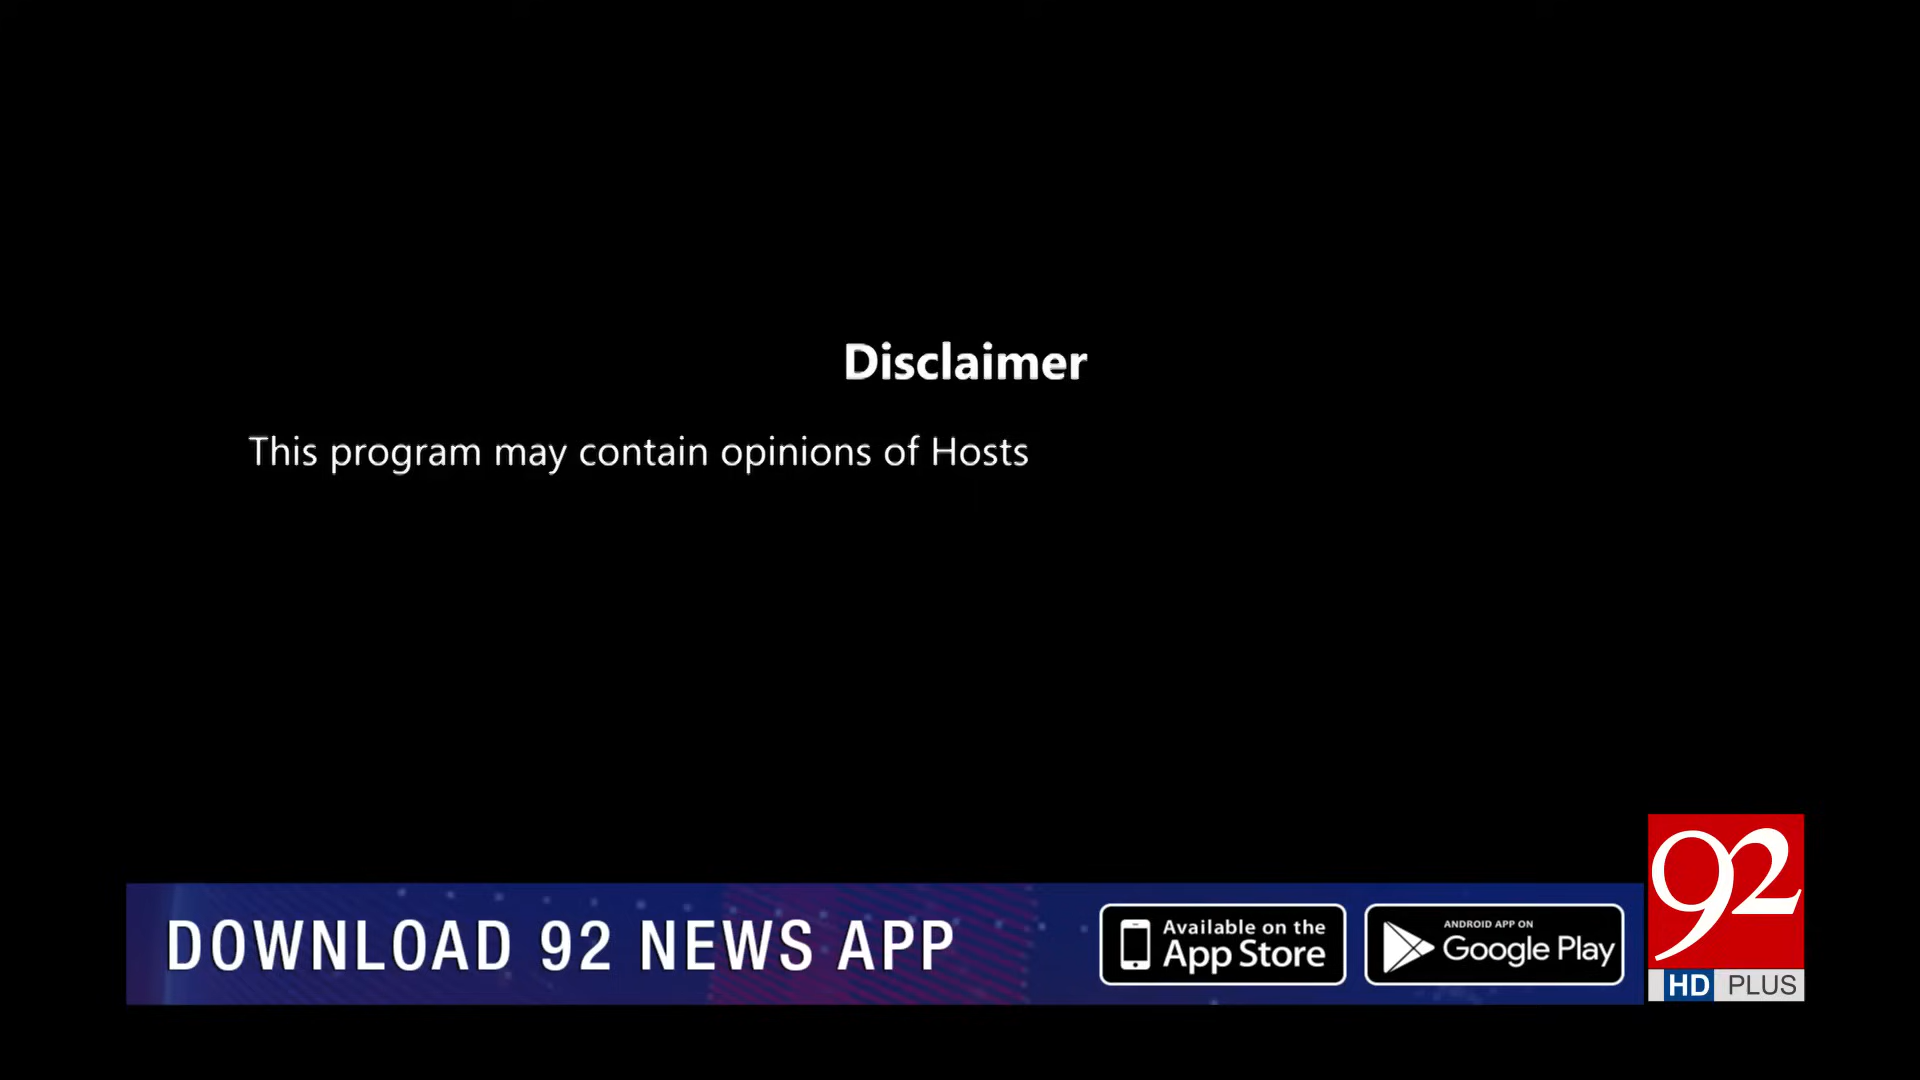 Disclaimer
This program may contain opinions of Hosts
DOWNLOAD 92 NEWS APP
Available on the
App Store
ANDROID APP ON
Google Play
92
HD PLUS